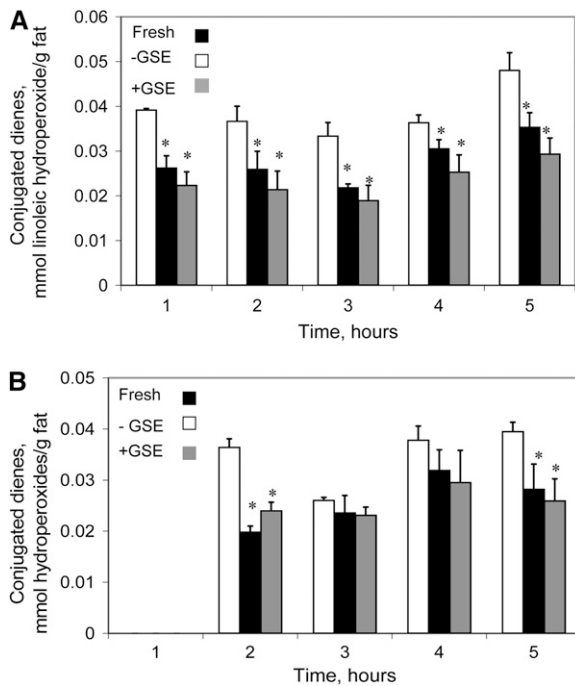 A
Conjugated dienes,
mmol linoleic hydroperoxide/g fat
0.06
0.05
0.04
0.03
0.02
0.01
0
Fresh
-GSE
+GSE
* * * * * * * * * *
1 2 3 4 5
Time, hours
B
Conjugated dienes,
mmol hydroperoxides/g fat
0.05
0.04
0.03
0.02
0.01
0
Fresh
- GSE
+GSE
* * * *
1 2 3 4 5
Time, hours